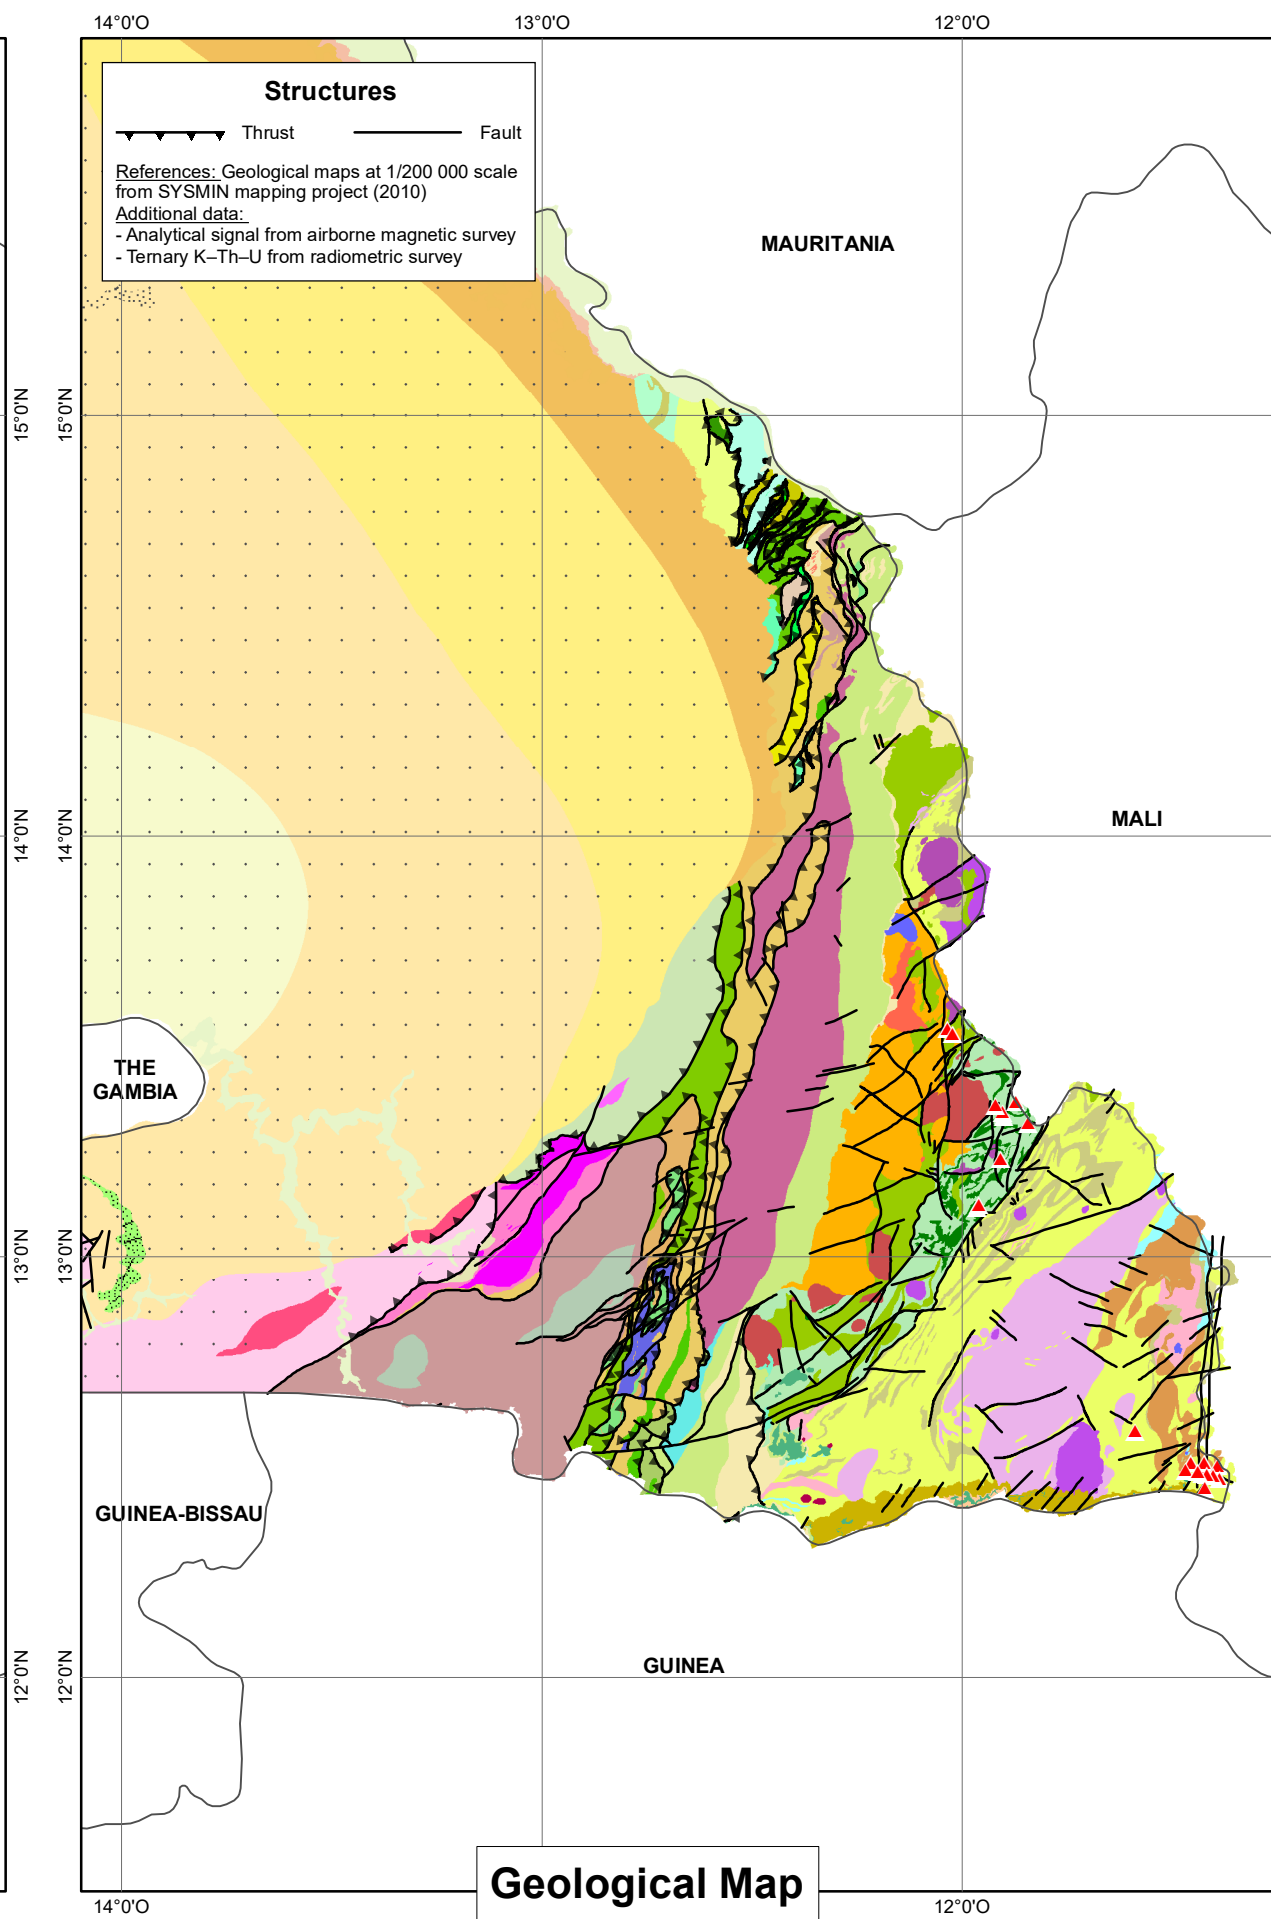 14°0'O 13°0'O 12°0'O
Structures
Thrust Fault
References: Geological maps at 1/200 000 scale
from SYSMIN mapping project (2010)
Additional data:
- Analytical signal from airborne magnetic survey
- Ternary K–Th–U from radiometric survey
MAURITANIA
15°0'N 15°0'N
MALI
14°0'N 14°0'N
THE
GAMBIA
13°0'N 13°0'N
GUINEA-BISSAU
GUINEA
12°0'N 12°0'N
Geological Map
14°0'O 12°0'O